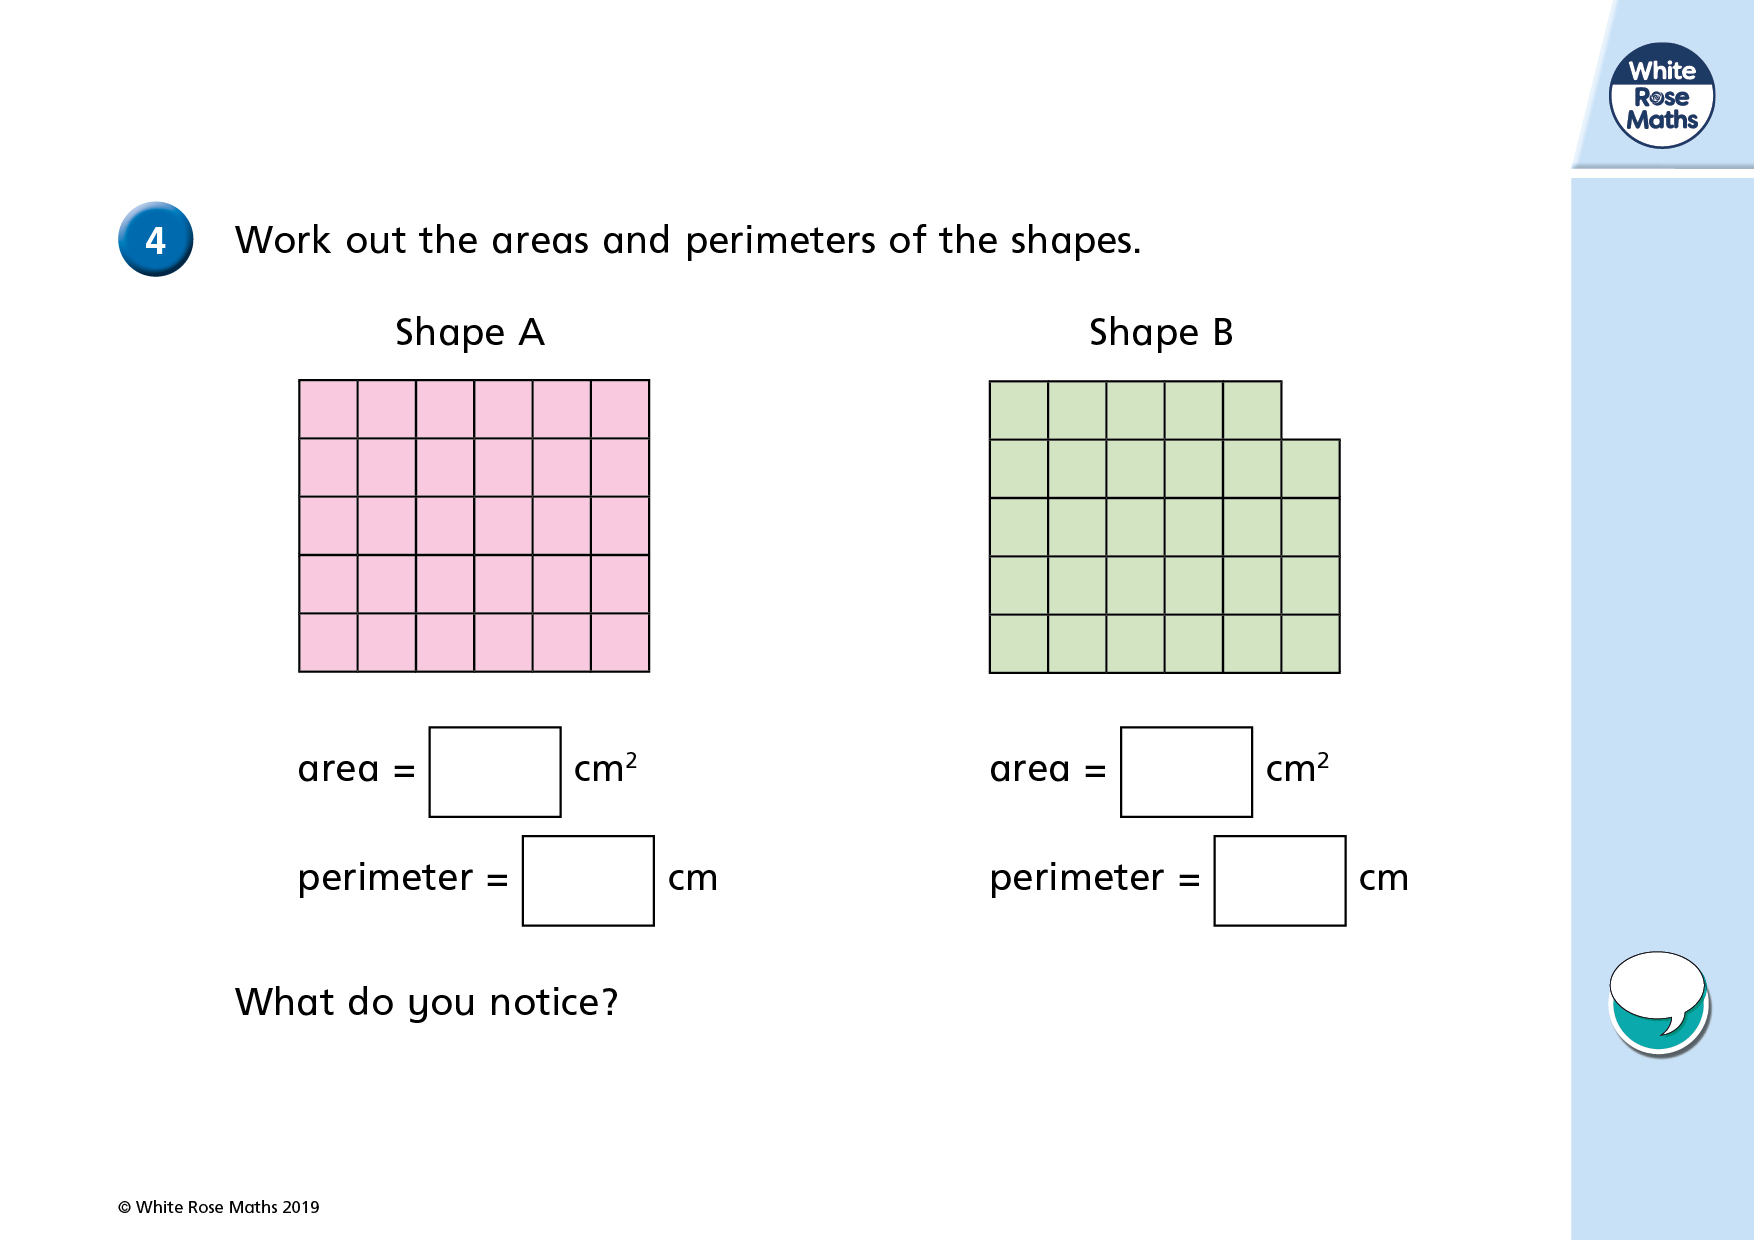 White
Rose
Maths
4 Work out the areas and perimeters of the shapes.
Shape A Shape B
area = cm² area = cm²
perimeter = cm perimeter = cm
What do you notice?
© White Rose Maths 2019